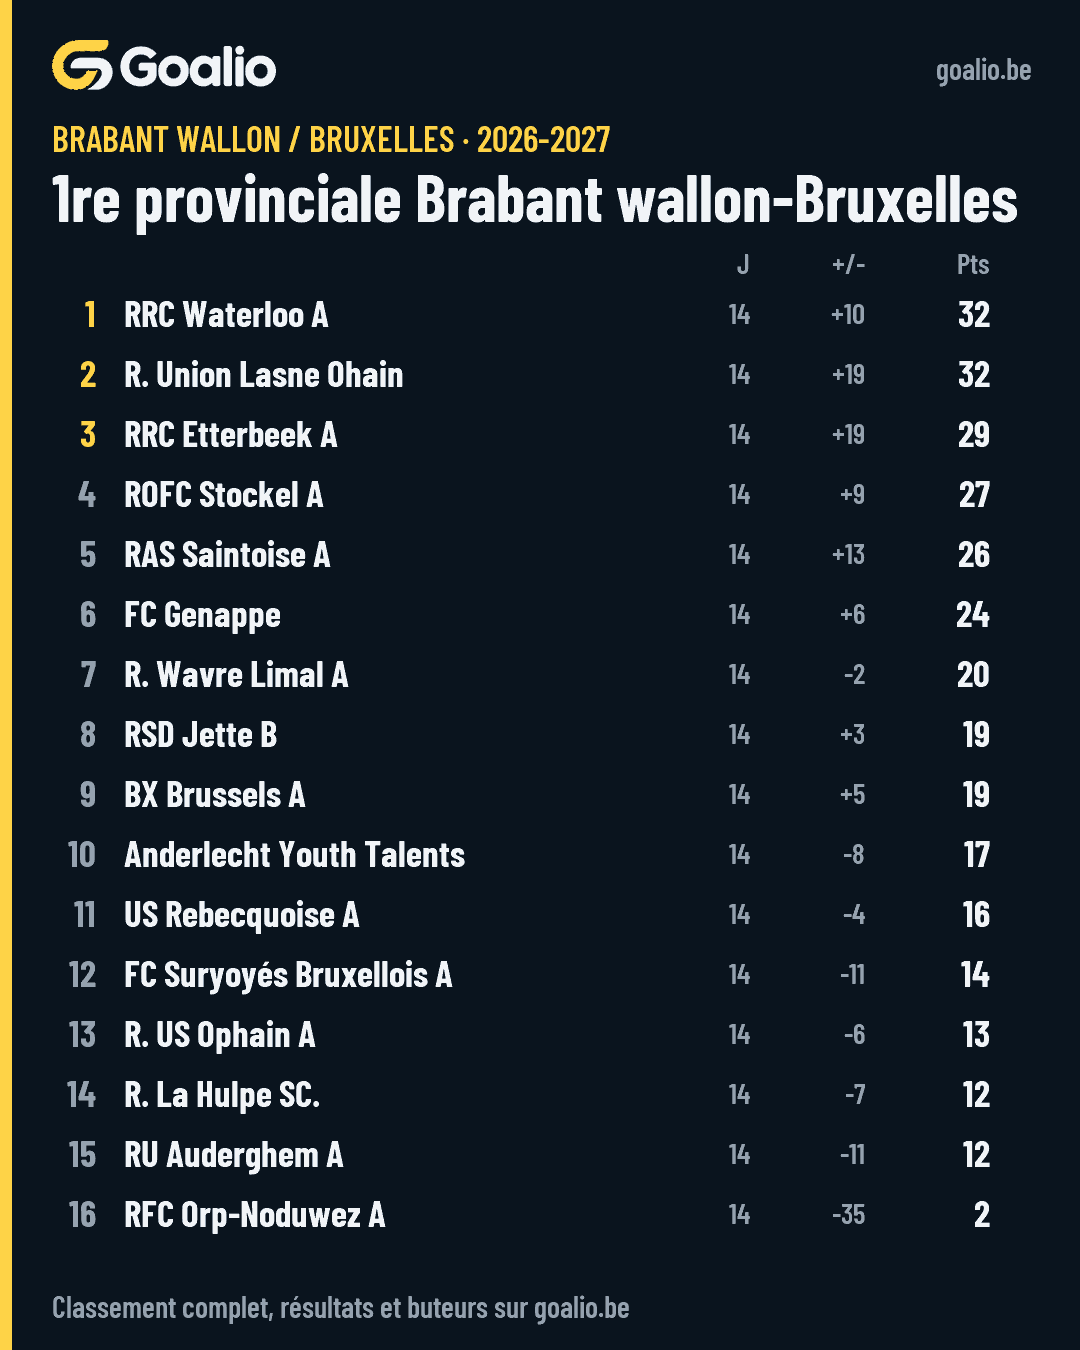 Goalio
goalio.be
BRABANT WALLON / BRUXELLES · 2026-2027
1re provinciale Brabant wallon-Bruxelles
J +/- Pts
1 RRC Waterloo A 14 +10 32
2 R. Union Lasne Ohain 14 +19 32
3 RRC Etterbeek A 14 +19 29
4 ROFC Stockel A 14 +9 27
5 RAS Saintoise A 14 +13 26
6 FC Genappe 14 +6 24
7 R. Wavre Limal A 14 -2 20
8 RSD Jette B 14 +3 19
9 BX Brussels A 14 +5 19
10 Anderlecht Youth Talents 14 -8 17
11 US Rebecquoise A 14 -4 16
12 FC Suryoyés Bruxellois A 14 -11 14
13 R. US Ophain A 14 -6 13
14 R. La Hulpe SC. 14 -7 12
15 RU Auderghem A 14 -11 12
16 RFC Orp-Noduwez A 14 -35 2
Classement complet, résultats et buteurs sur goalio.be